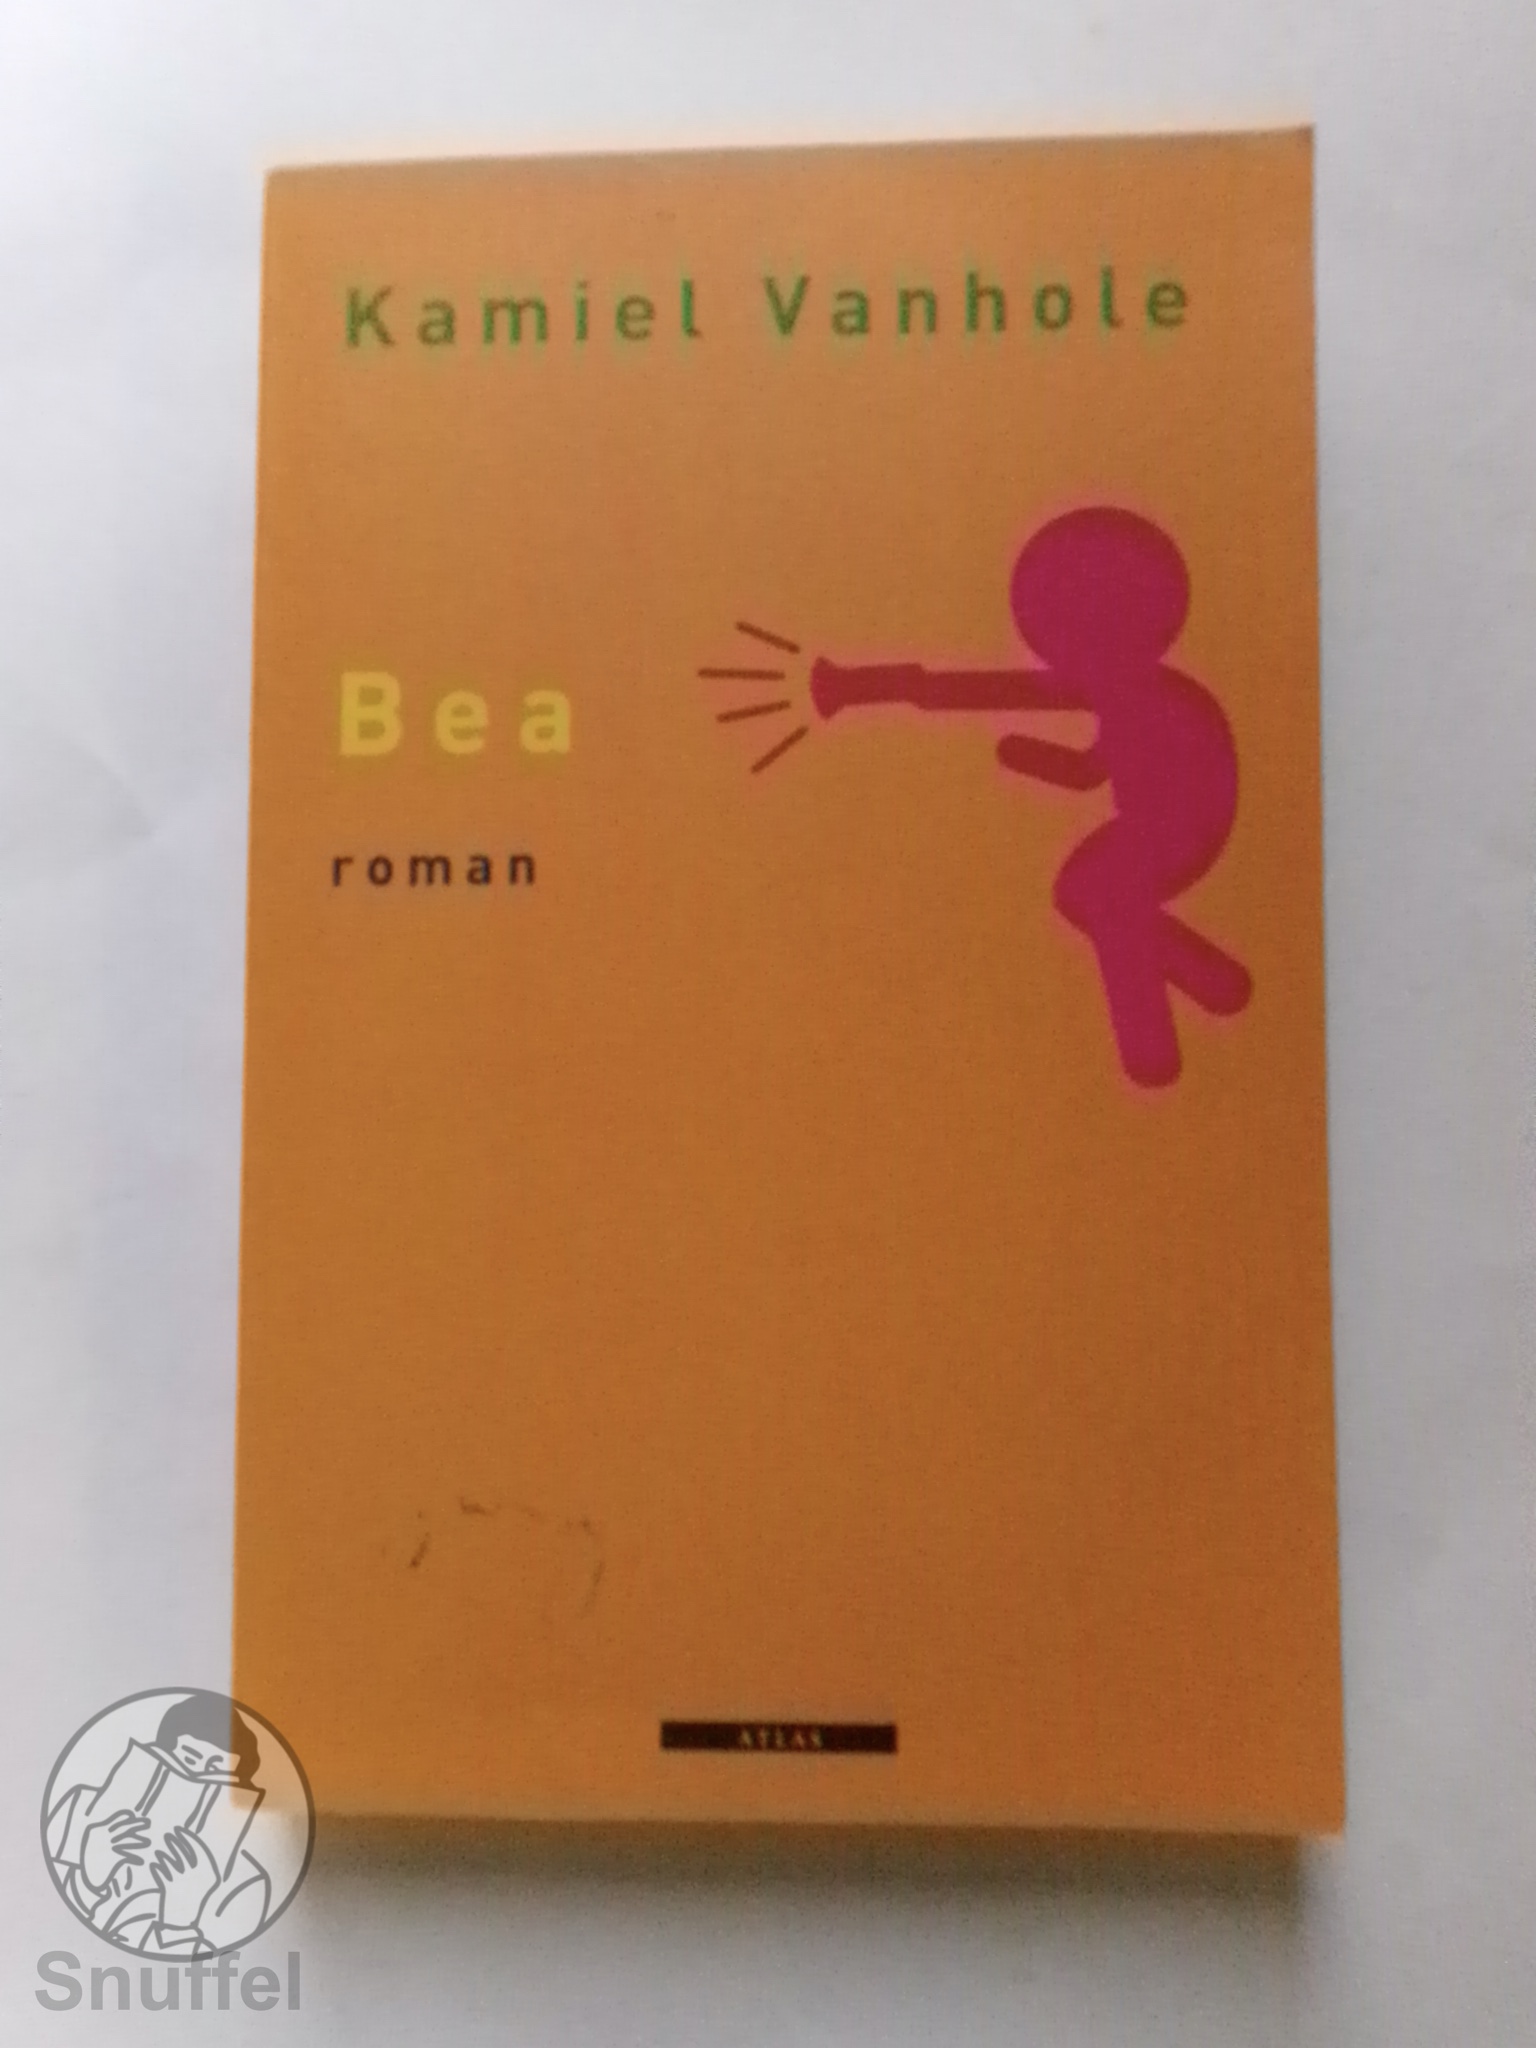 Kamiel Vanhole
Bea
roman
ATLAS
Snuffel